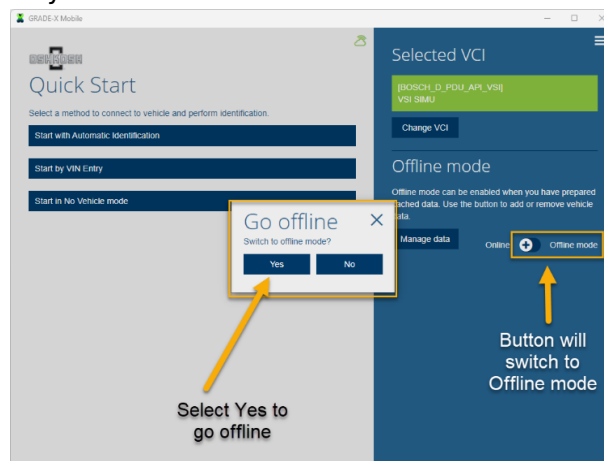 GRADE-X Mobile
Quick Start
Select a method to connect to vehicle and perform identification.
Start with Automatic Identification
Start by VIN Entry
Start in No Vehicle mode
Go offline
Switch to offline mode?
Yes
No
Select Yes to
go offline
Selected VCI
[BOSCH_D_PDU_API_VSI]
VSI SIMU
Change VCI
Offline mode
Offline mode can be enabled when you have prepared
cached data. Use the button to add or remove vehicle
data.
Manage data
Online
Offline mode
Button will
switch to
Offline mode